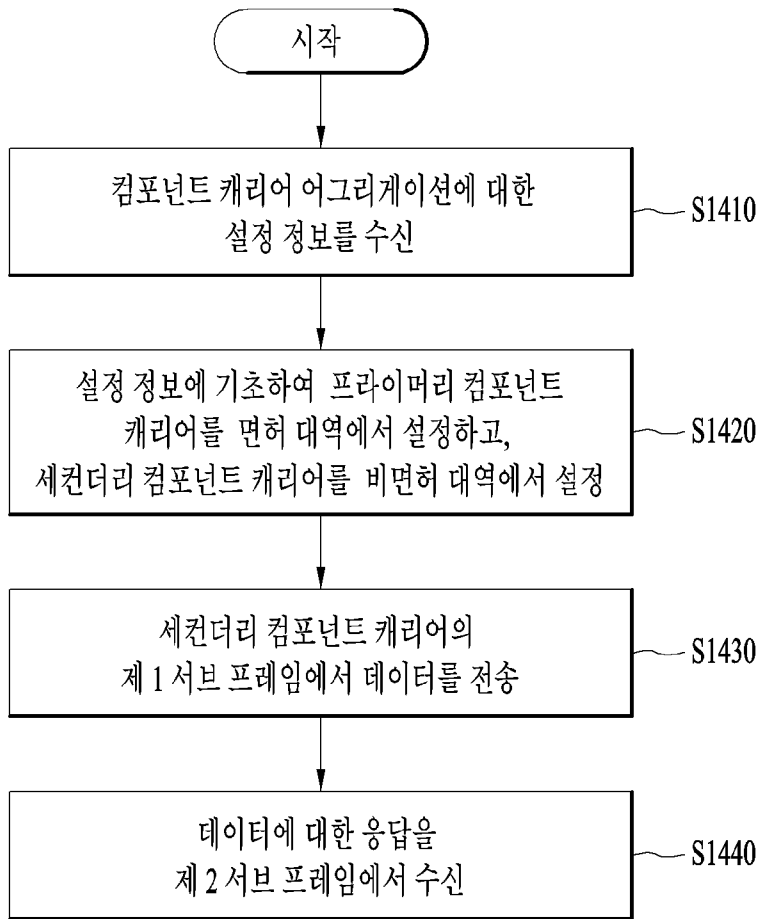 시작
컴포넌트 캐리어 어그리게이션에 대한
설정 정보를 수신
S1410
설정 정보에 기초하여 프라이머리 컴포넌트
캐리어를 면허 대역에서 설정하고,
세컨더리 컴포넌트 캐리어를 비면허 대역에서 설정
S1420
세컨더리 컴포넌트 캐리어의
제 1 서브 프레임에서 데이터를 전송
S1430
데이터에 대한 응답을
제 2 서브 프레임에서 수신
S1440